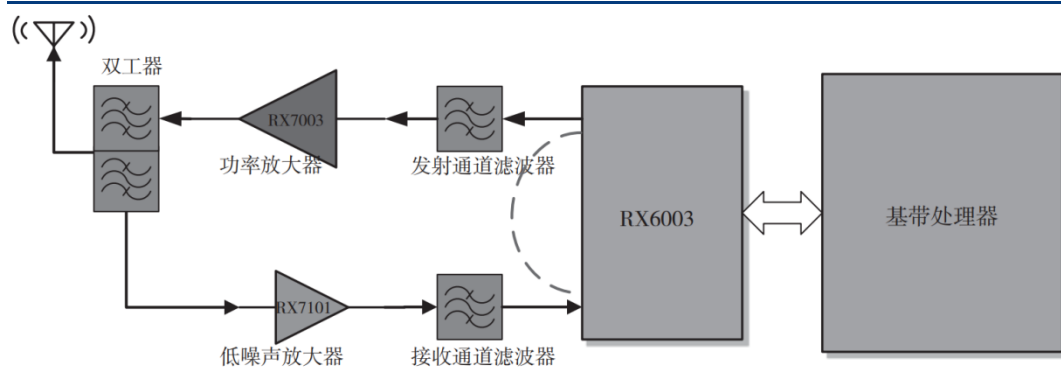 双工器
RX7003
功率放大器
发射通道滤波器
RX6003
基带处理器
RX7101
低噪声放大器
接收通道滤波器